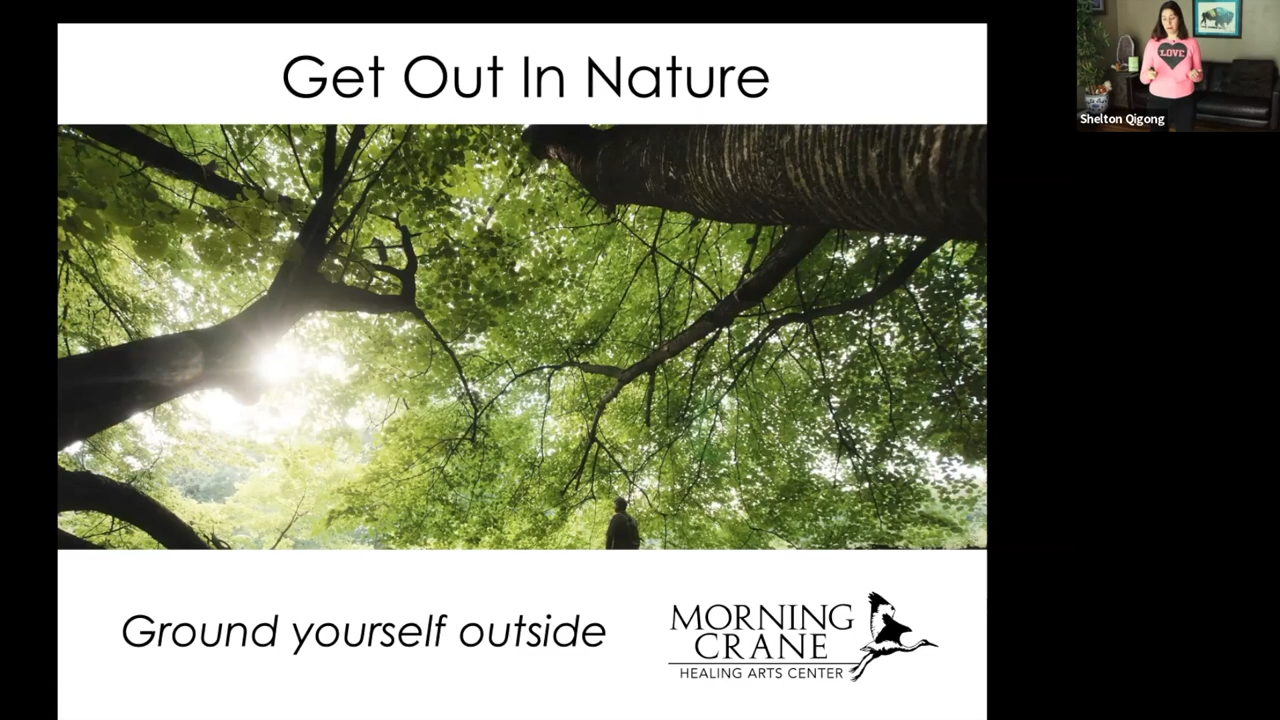 Get Out In Nature
Ground yourself outside
MORNING
CRANE
HEALING ARTS CENTER
LOVE
Shelton Qigong